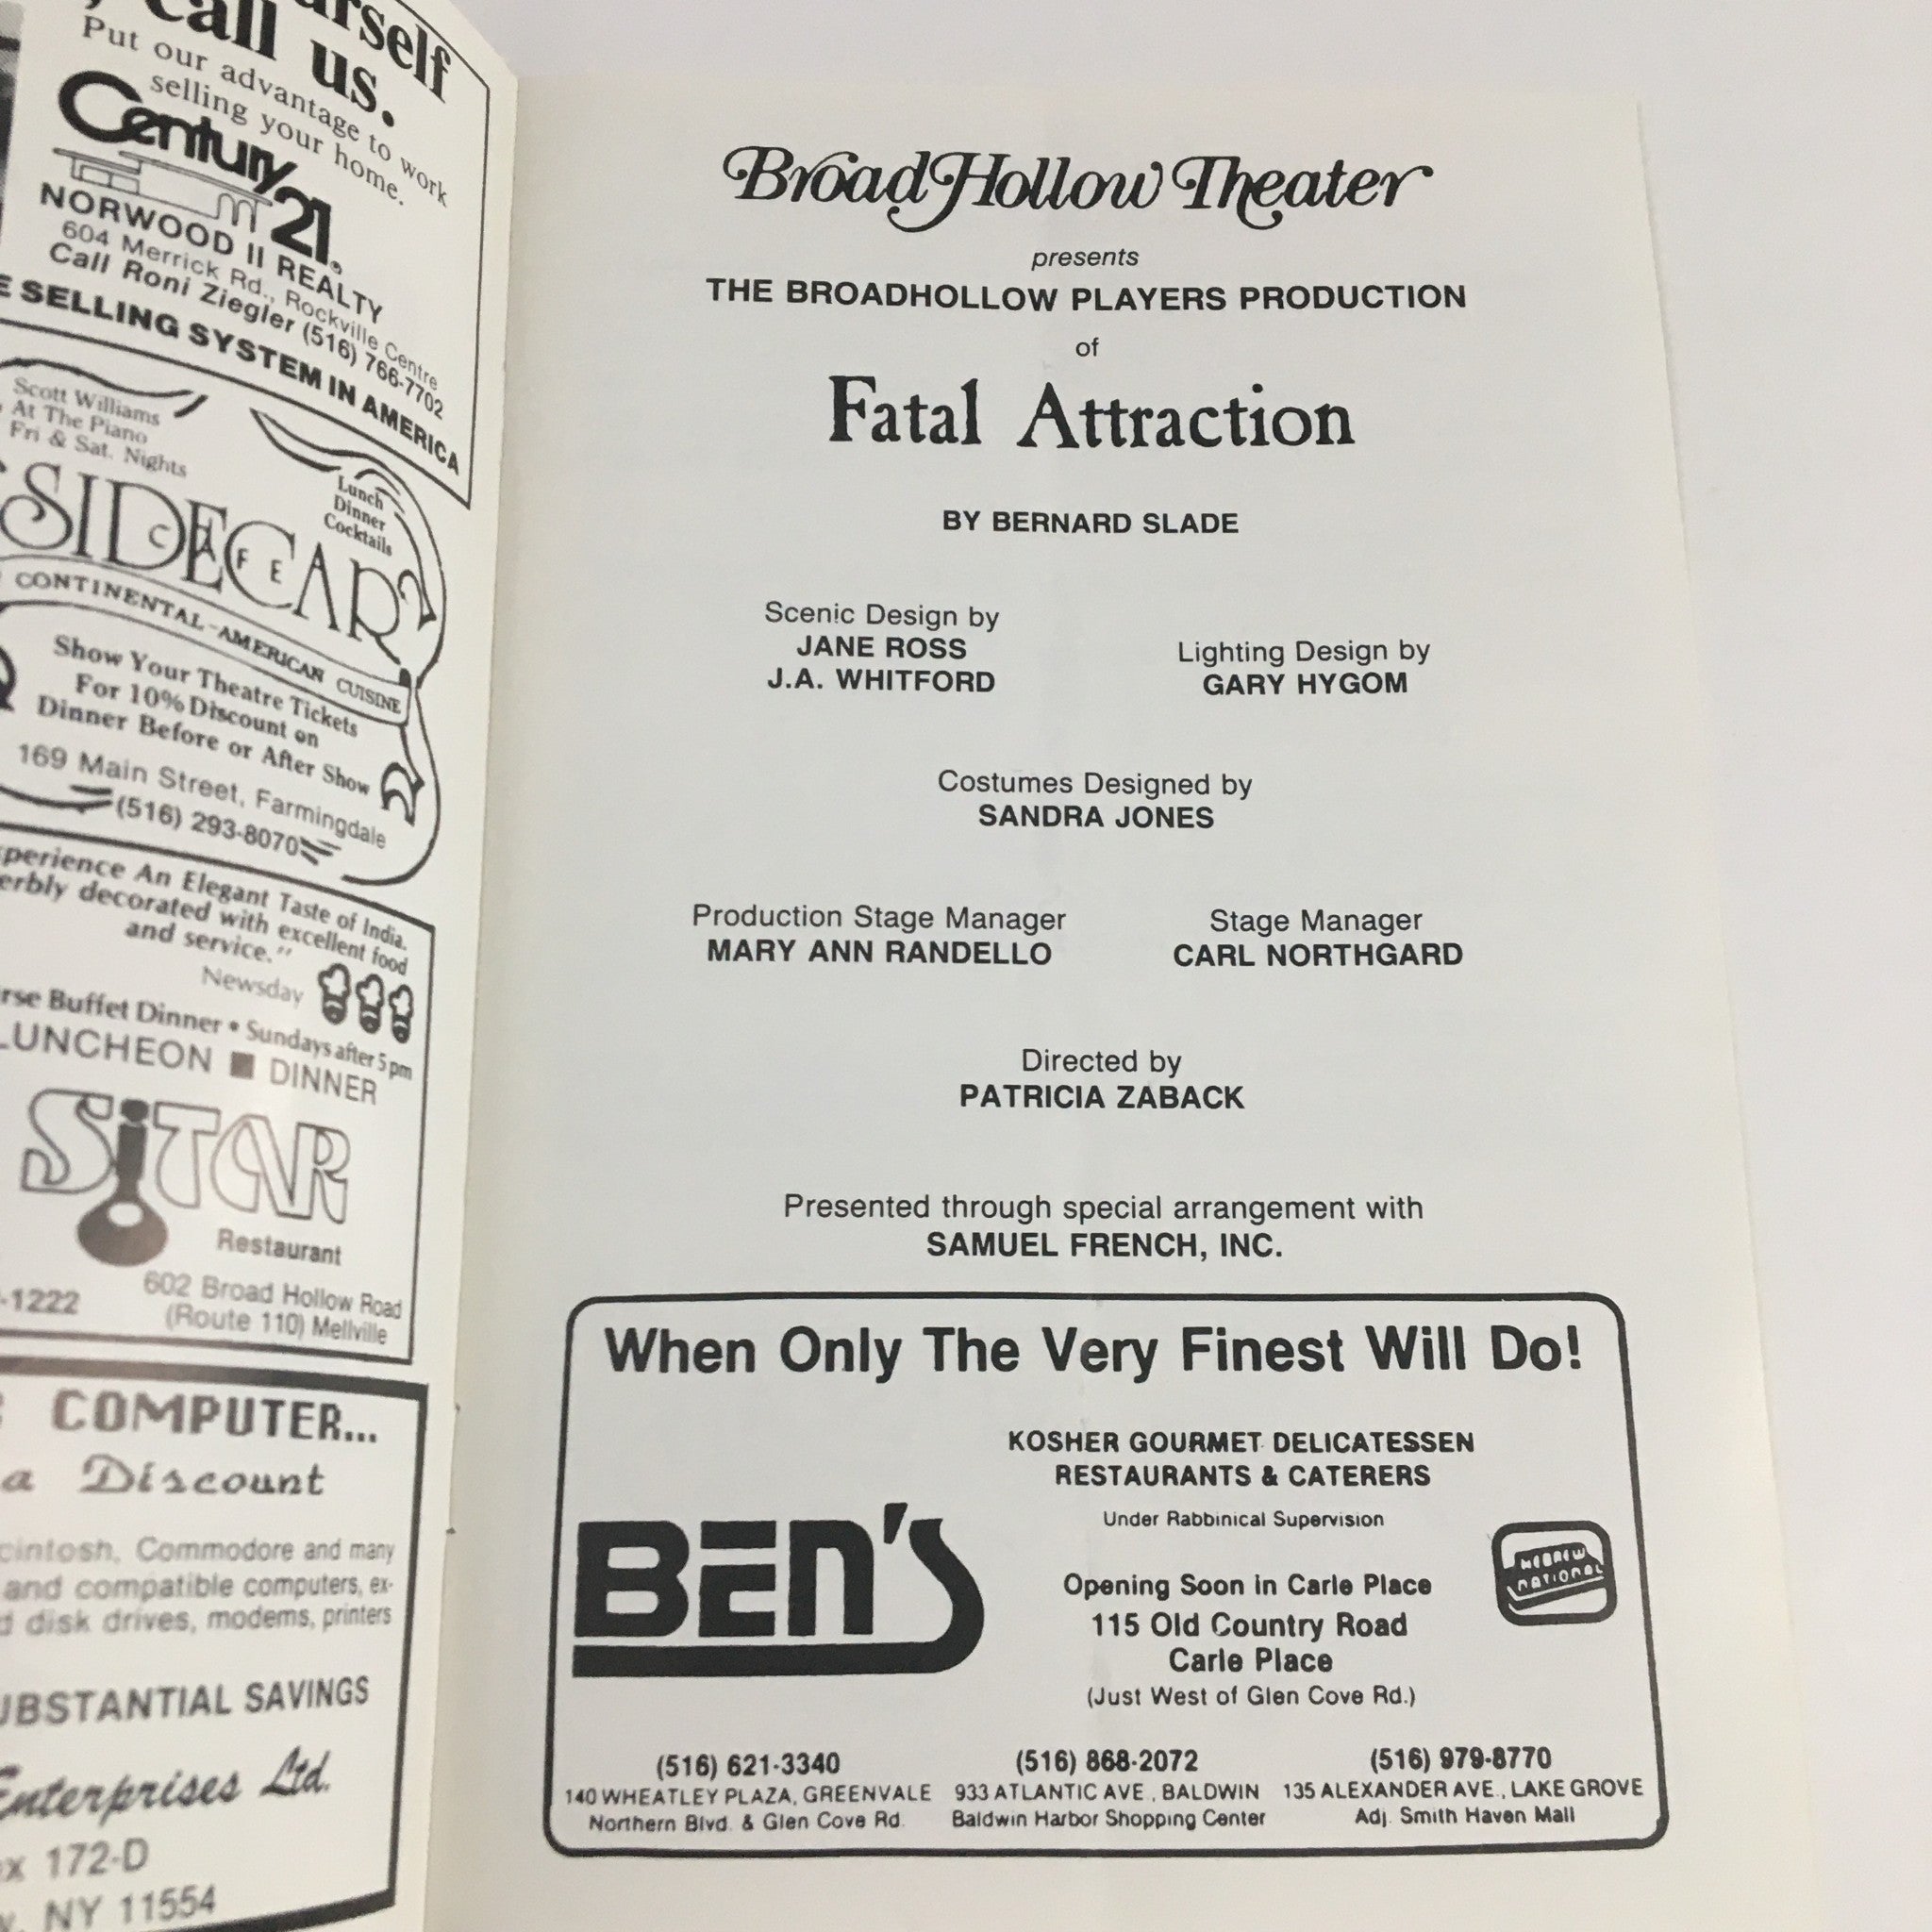 urself
call us.
Put our advantage to work
selling your home.
Century 21
NORWOOD II REALTY
604 Merrick Rd., Rockville Centre
Call Roni Ziegler (516) 766-7702
SELLING SYSTEM IN AMERICA
Scott Williams
At The Piano
Fri & Sat. Nights
Lunch
Dinner
Cocktails
SIDECAR
CAFE
CONTINENTAL-AMERICAN CUISINE
Show Your Theatre Tickets
For 10% Discount on
Dinner Before or After Show
169 Main Street, Farmingdale
(516) 293-8070
perience An Elegant Taste of India.
erbly decorated with excellent food
and service."
Newsday
rse Buffet Dinner • Sundays after 5 pm
LUNCHEON ■ DINNER
SiTAR
Restaurant
-1222
602 Broad Hollow Road
(Route 110) Mellville
COMPUTER...
a Discount
cintosh, Commodore and many
and compatible computers, ex-
d disk drives, modems, printers
UBSTANTIAL SAVINGS
Enterprises Ltd.
ox 172-D
NY 11554
BroadHollow Theater
presents
THE BROADHOLLOW PLAYERS PRODUCTION
of
Fatal Attraction
BY BERNARD SLADE
Scenic Design by
JANE ROSS
J.A. WHITFORD
Lighting Design by
GARY HYGOM
Costumes Designed by
SANDRA JONES
Production Stage Manager
MARY ANN RANDELLO
Stage Manager
CARL NORTHGARD
Directed by
PATRICIA ZABACK
Presented through special arrangement with
SAMUEL FRENCH, INC.
When Only The Very Finest Will Do!
KOSHER GOURMET DELICATESSEN
RESTAURANTS & CATERERS
Under Rabbinical Supervision
BEN'S
Opening Soon in Carle Place
115 Old Country Road
Carle Place
(Just West of Glen Cove Rd.)
HEBREW
NATIONAL
(516) 621-3340
140 WHEATLEY PLAZA, GREENVALE
Northern Blvd. & Glen Cove Rd.
(516) 868-2072
933 ATLANTIC AVE., BALDWIN
Baldwin Harbor Shopping Center
(516) 979-8770
135 ALEXANDER AVE., LAKE GROVE
Adj. Smith Haven Mall